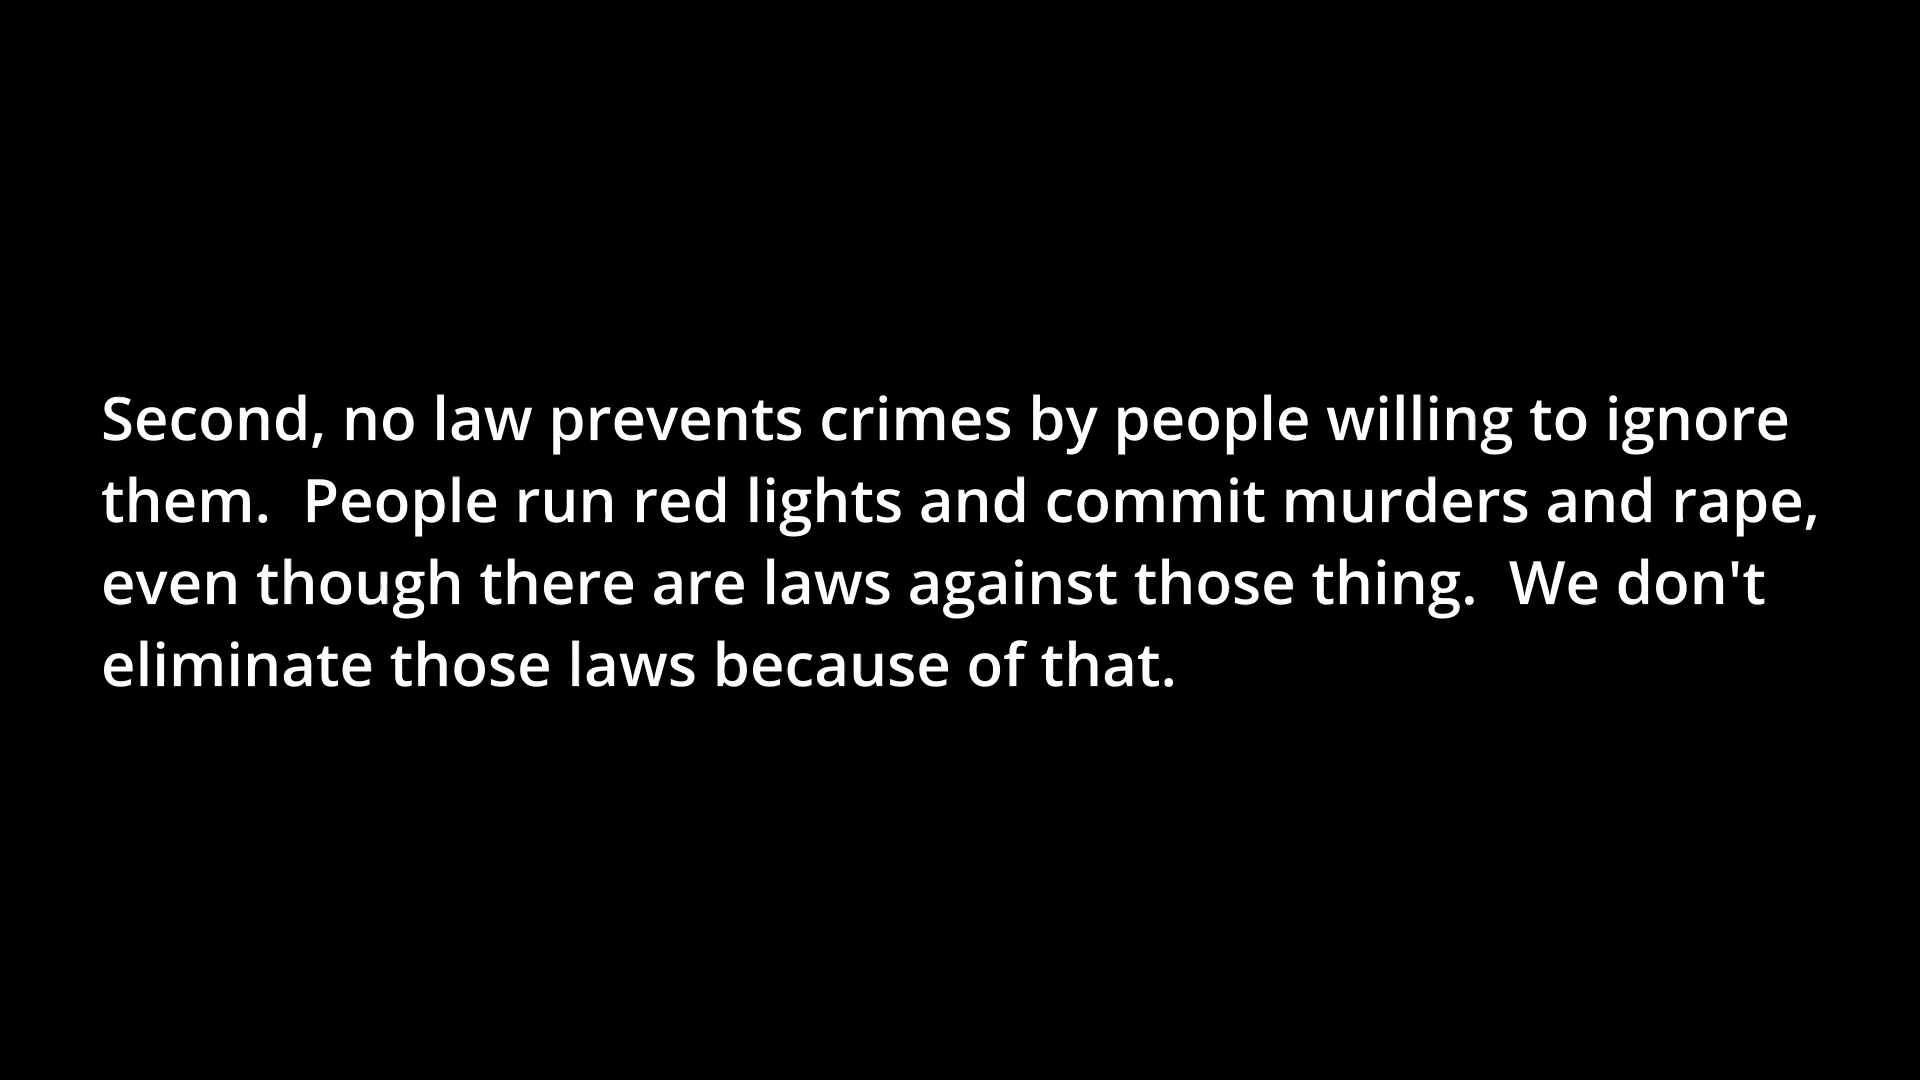 Second, no law prevents crimes by people willing to ignore
them.  People run red lights and commit murders and rape,
even though there are laws against those thing.  We don't
eliminate those laws because of that.